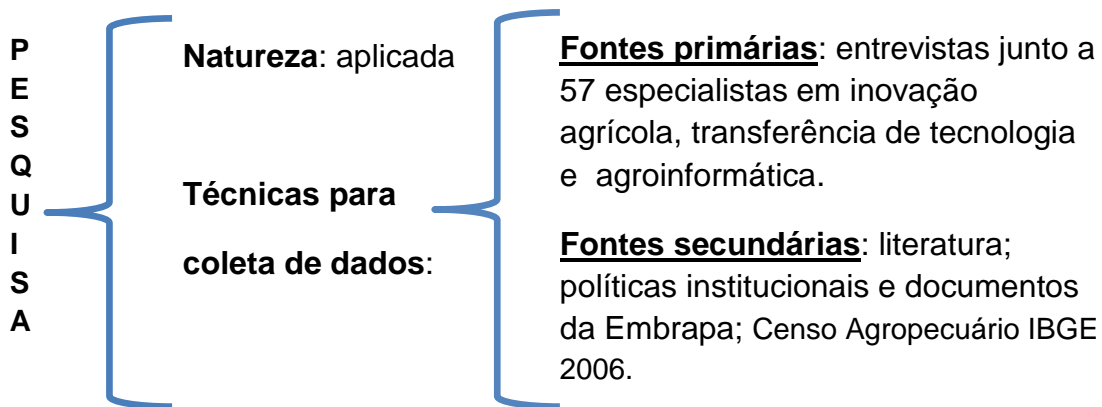 P
E
S
Q
U
I
S
A
Natureza: aplicada
Técnicas para
coleta de dados:
Fontes primárias: entrevistas junto a
57 especialistas em inovação
agrícola, transferência de tecnologia
e agroinformática.
Fontes secundárias: literatura;
políticas institucionais e documentos
da Embrapa; Censo Agropecuário IBGE
2006.